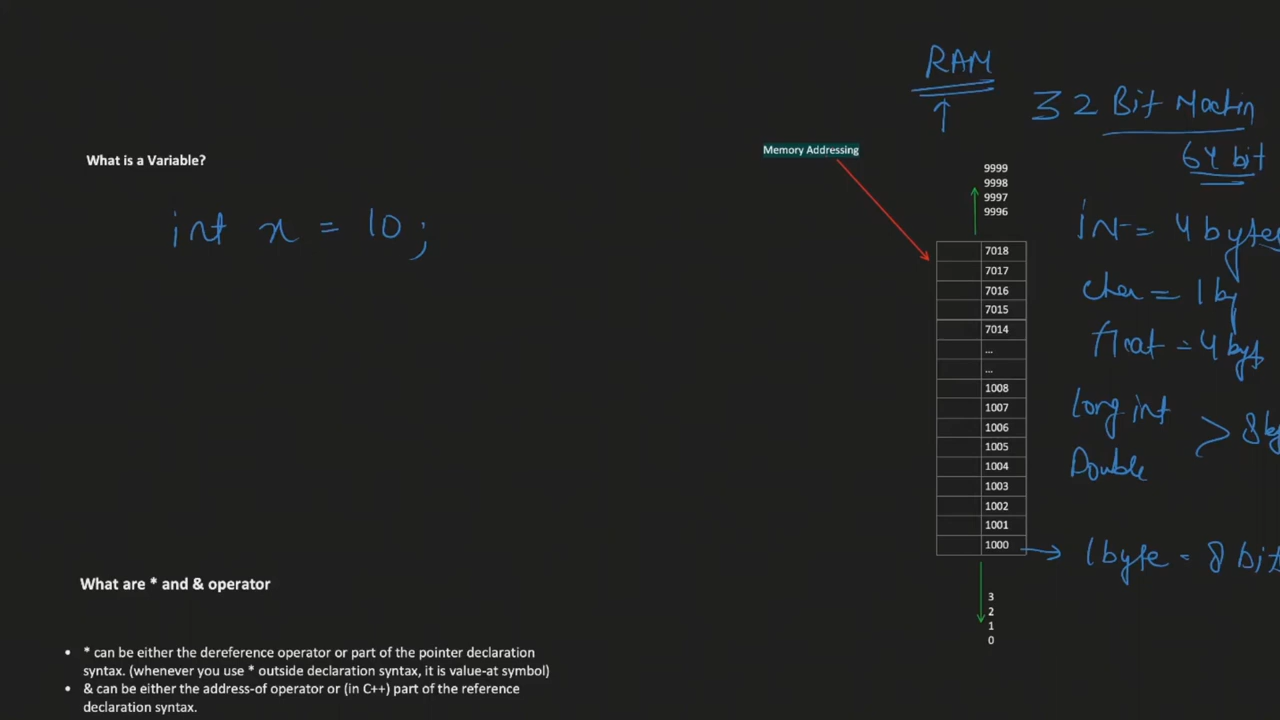 RAM
32 Bit Machin
64 bit
Memory Addressing
What is a Variable?
9999
9998
9997
9996
int x = 10;
int = 4 bytes
7018
7017
7016
7015
7014
...
...
1008
1007
1006
1005
1004
1003
1002
1001
1000
char = 1 by
float = 4 byt
long int
Double
> 8 by
1 byte = 8 bit
3
2
1
0
What are * and & operator
• * can be either the dereference operator or part of the pointer declaration
syntax. (whenever you use * outside declaration syntax, it is value-at symbol)
• & can be either the address-of operator or (in C++) part of the reference
declaration syntax.